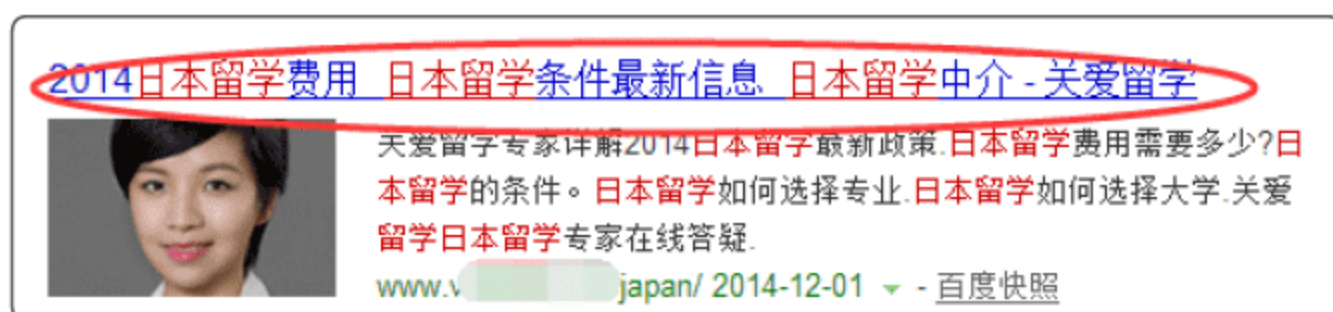 2014日本留学费用 日本留学条件最新信息 日本留学中介 - 关爱留学
关爱留学专家详解2014日本留学最新政策.日本留学费用需要多少?日
本留学的条件。日本留学如何选择专业.日本留学如何选择大学.关爱
留学日本留学专家在线答疑.
www.v japan/ 2014-12-01 - 百度快照